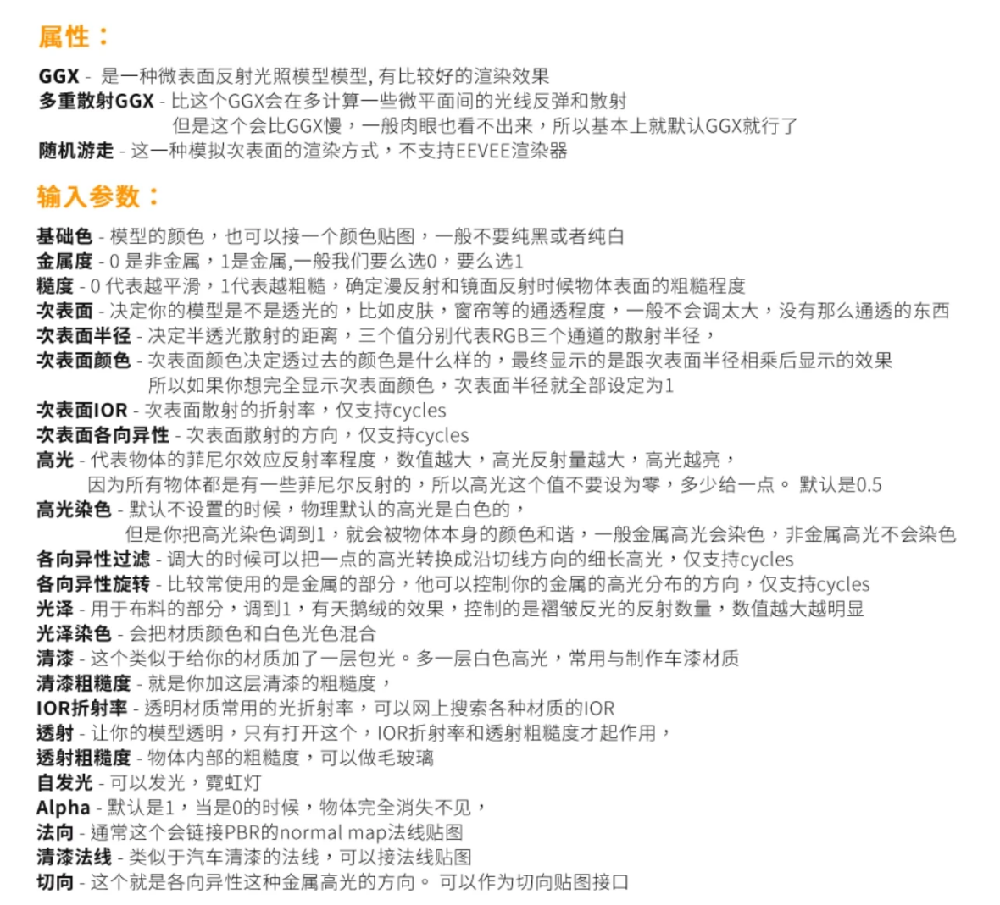 属性：
GGX - 是一种微表面反射光照模型模型, 有比较好的渲染效果
多重散射GGX - 比这个GGX会在多计算一些微平面间的光线反弹和散射
但是这个会比GGX慢，一般肉眼也看不出来，所以基本上就默认GGX就行了
随机游走 - 这一种模拟次表面的渲染方式，不支持EEVEE渲染器
输入参数：
基础色 - 模型的颜色，也可以接一个颜色贴图，一般不要纯黑或者纯白
金属度 - 0 是非金属，1是金属,一般我们要么选0，要么选1
糙度 - 0 代表越平滑，1代表越粗糙，确定漫反射和镜面反射时候物体表面的粗糙程度
次表面 - 决定你的模型是不是透光的，比如皮肤，窗帘等的通透程度，一般不会调太大，没有那么通透的东西
次表面半径 - 决定半透光散射的距离，三个值分别代表RGB三个通道的散射半径，
次表面颜色 - 次表面颜色决定透过去的颜色是什么样的，最终显示的是跟次表面半径相乘后显示的效果
所以如果你想完全显示次表面颜色，次表面半径就全部设定为1
次表面IOR - 次表面散射的折射率，仅支持cycles
次表面各向异性 - 次表面散射的方向，仅支持cycles
高光 - 代表物体的菲尼尔效应反射率程度，数值越大，高光反射量越大，高光越亮，
因为所有物体都是有一些菲尼尔反射的，所以高光这个值不要设为零，多少给一点。 默认是0.5
高光染色 - 默认不设置的时候，物理默认的高光是白色的，
但是你把高光染色调到1，就会被物体本身的颜色和谐，一般金属高光会染色，非金属高光不会染色
各向异性过滤 - 调大的时候可以把一点的高光转换成沿切线方向的细长高光，仅支持cycles
各向异性旋转 - 比较常使用的是金属的部分，他可以控制你的金属的高光分布的方向，仅支持cycles
光泽 - 用于布料的部分，调到1，有天鹅绒的效果，控制的是褶皱反光的反射数量，数值越大越明显
光泽染色 - 会把材质颜色和白色光色混合
清漆 - 这个类似于给你的材质加了一层包光。多一层白色高光，常用与制作车漆材质
清漆粗糙度 - 就是你加这层清漆的粗糙度，
IOR折射率 - 透明材质常用的光折射率，可以网上搜索各种材质的IOR
透射 - 让你的模型透明，只有打开这个，IOR折射率和透射粗糙度才起作用，
透射粗糙度 - 物体内部的粗糙度，可以做毛玻璃
自发光 - 可以发光，霓虹灯
Alpha - 默认是1，当是0的时候，物体完全消失不见，
法向 - 通常这个会链接PBR的normal map法线贴图
清漆法线 - 类似于汽车清漆的法线，可以接法线贴图
切向 - 这个就是各向异性这种金属高光的方向。 可以作为切向贴图接口